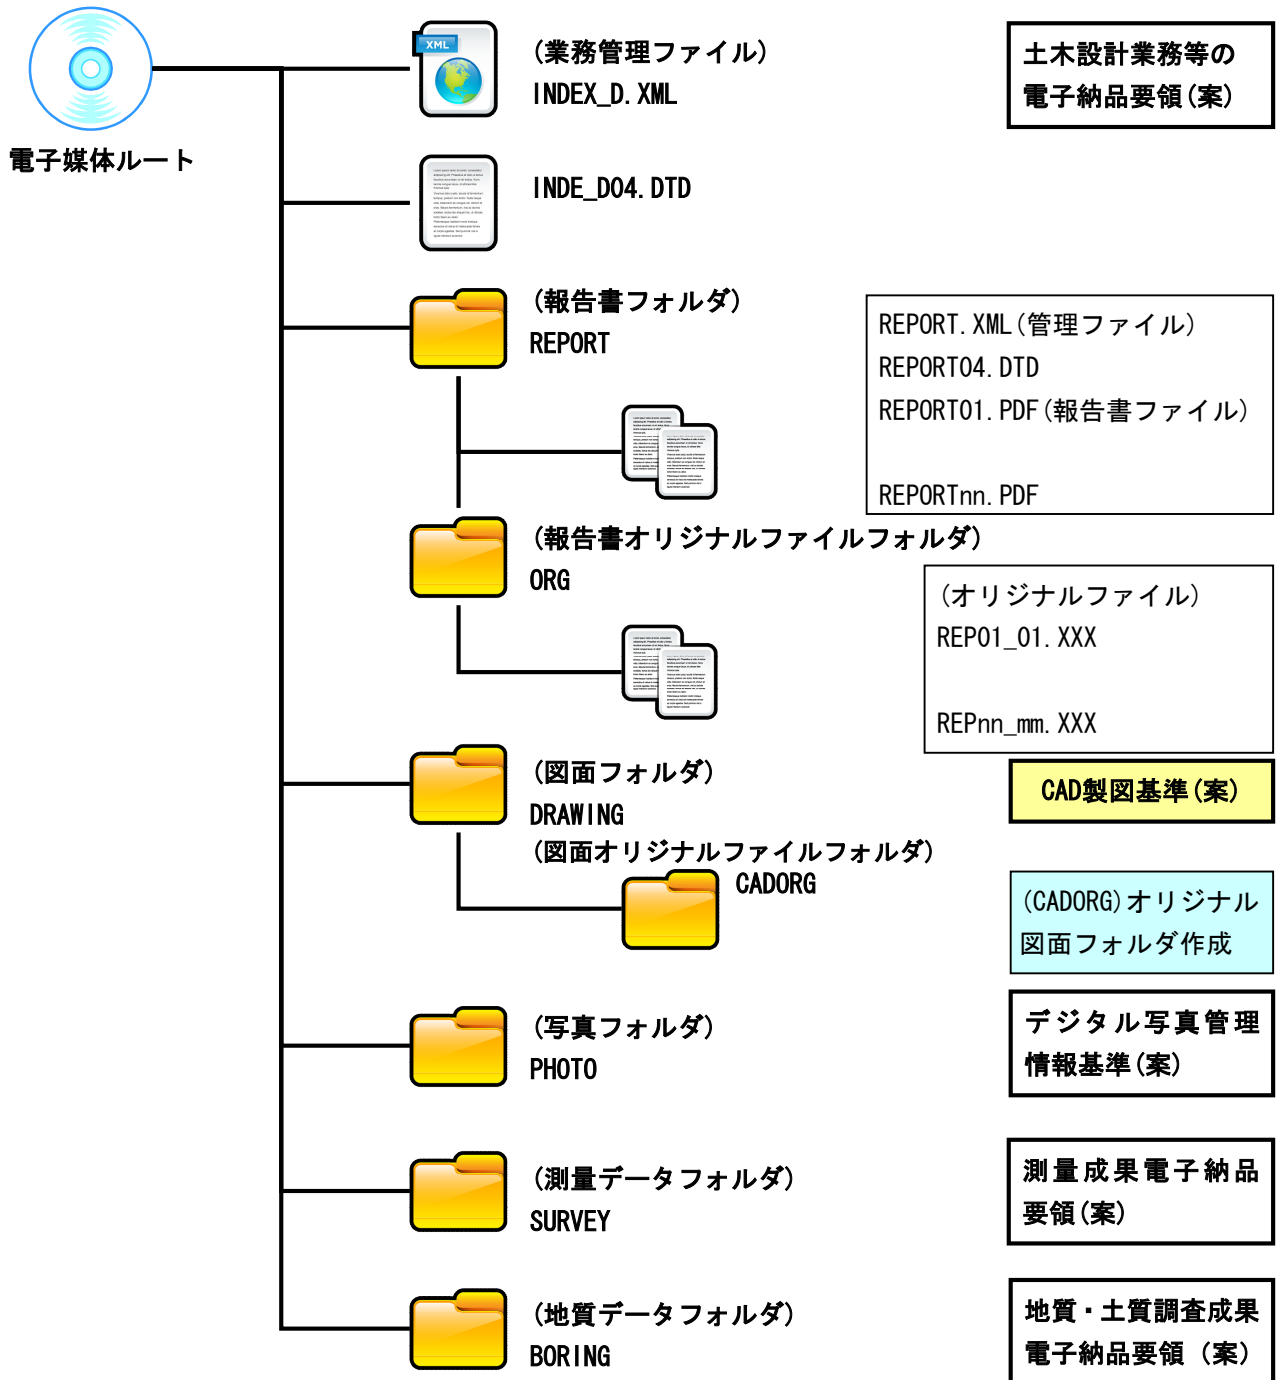 XML
(業務管理ファイル)
INDEX_D.XML
土木設計業務等の
電子納品要領(案)
電子媒体ルート
INDE_D04.DTD
(報告書フォルダ)
REPORT
REPORT.XML(管理ファイル)
REPORT04.DTD
REPORT01.PDF(報告書ファイル)
REPORTnn.PDF
(報告書オリジナルファイルフォルダ)
ORG
(オリジナルファイル)
REP01_01.XXX
REPnn_mm.XXX
(図面フォルダ)
DRAWING
CAD製図基準(案)
(図面オリジナルファイルフォルダ)
CADORG
(CADORG)オリジナル
図面フォルダ作成
(写真フォルダ)
PHOTO
デジタル写真管理
情報基準(案)
(測量データフォルダ)
SURVEY
測量成果電子納品
要領(案)
(地質データフォルダ)
BORING
地質・土質調査成果
電子納品要領 (案)